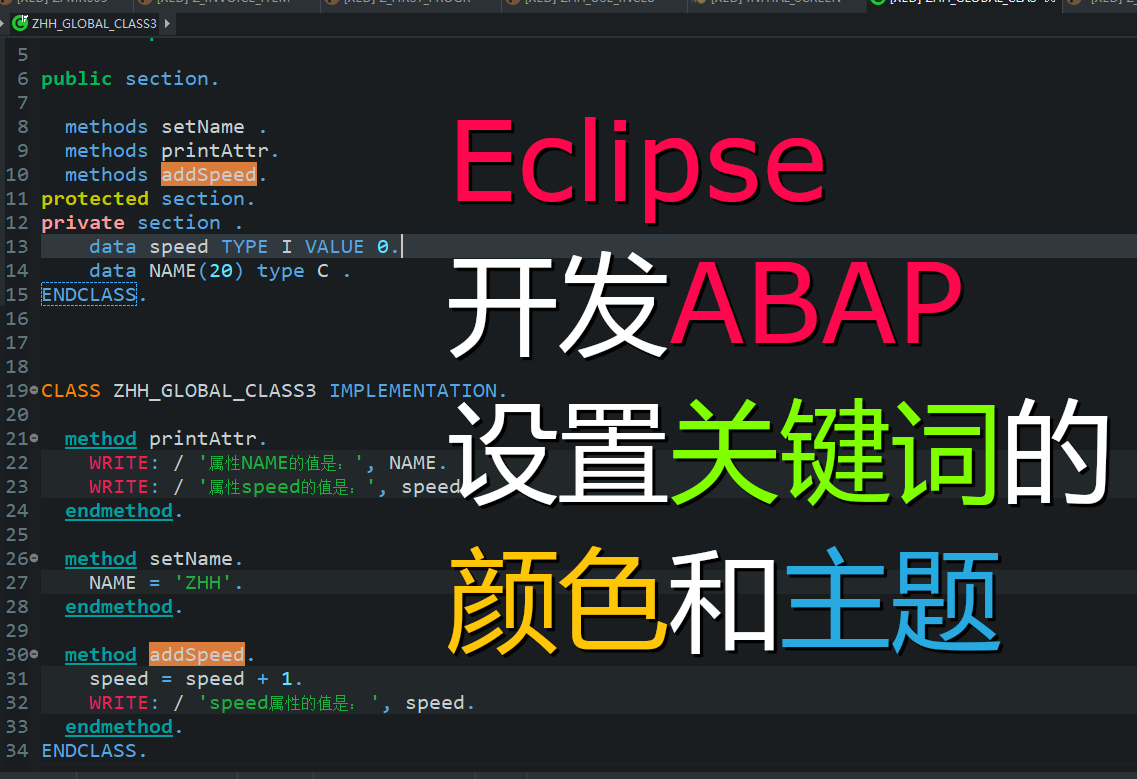 ZHH_GLOBAL_CLASS3
5
6 public section.
7
8 methods setName .
9 methods printAttr.
10 methods addSpeed.
11 protected section.
12 private section .
13 data speed TYPE I VALUE 0.
14 data NAME(20) type C .
15 ENDCLASS.
16
17
18
19 CLASS ZHH_GLOBAL_CLASS3 IMPLEMENTATION.
20
21 method printAttr.
22 WRITE: / '属性NAME的值是：', NAME.
23 WRITE: / '属性speed的值是：', speed
24 endmethod.
25
26 method setName.
27 NAME = 'ZHH'.
28 endmethod.
29
30 method addSpeed.
31 speed = speed + 1.
32 WRITE: / 'speed属性的值是：', speed.
33 endmethod.
34 ENDCLASS.
Eclipse
开发ABAP
设置关键词的
颜色和主题